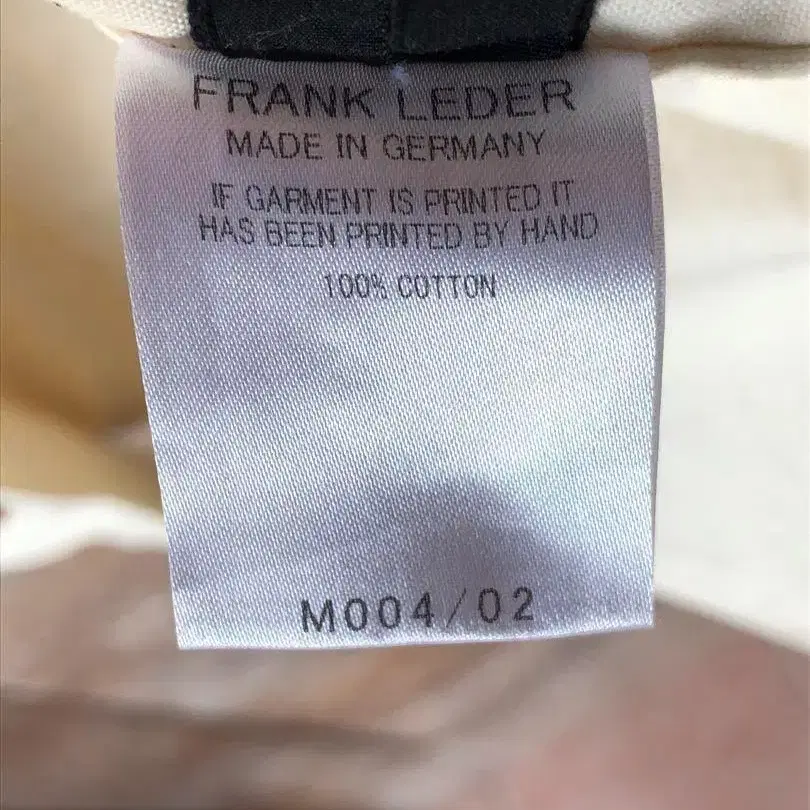 FRANK LEDER
MADE IN GERMANY
IF GARMENT IS PRINTED IT
HAS BEEN PRINTED BY HAND
100% COTTON
M004/02